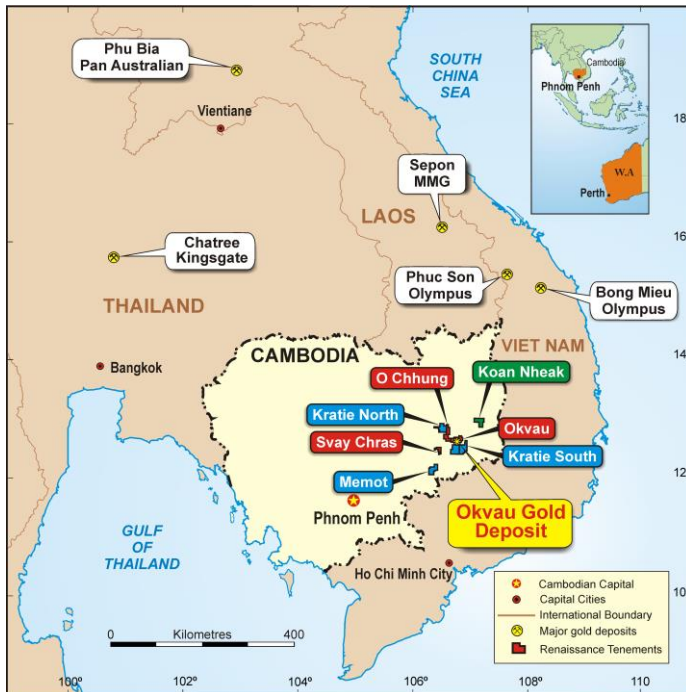 Phu Bia
Pan Australian
SOUTH
CHINA
SEA
Cambodia
Phnom Penh
W.A
Perth
Vientiane
18
Sepon
MMG
LAOS
16
Chatree
Kingsgate
Phuc Son
Olympus
Bong Mieu
Olympus
THAILAND
VIET NAM
14
Bangkok
CAMBODIA
O Chhung
Koan Nheak
Kratie North
Okvau
Svay Chras
Kratie South
12
Memot
Okvau Gold
Deposit
Phnom Penh
GULF
OF
THAILAND
Ho Chi Minh City
10
Cambodian Capital
Capital Cities
International Boundary
Major gold deposits
Renaissance Tenements
0 Kilometres 400
100° 102 104 106 108 110